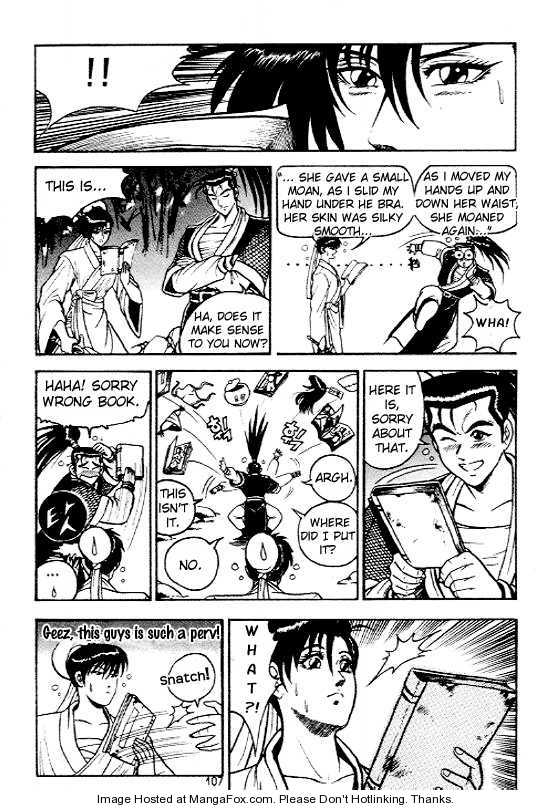 !!
THIS IS...
HA, DOES IT
MAKE SENSE
TO YOU NOW?
"... SHE GAVE A SMALL
MOAN, AS I SLID MY
HAND UNDER HE BRA.
HER SKIN WAS SILKY
SMOOTH...
AS I MOVED MY
HANDS UP AND
DOWN HER WAIST,
SHE MOANED
AGAIN..."
WHA!
HAHA! SORRY
WRONG BOOK.
...
THIS
ISN'T
IT.
NO.
ARGH.
WHERE
DID I PUT
IT?
HERE IT
IS,
SORRY
ABOUT
THAT.
Geez, this guys is such a perv!
Snatch!
WHAT?!
107
Image Hosted at MangaFox.com. Please Don't Hotlinking. Thanks.